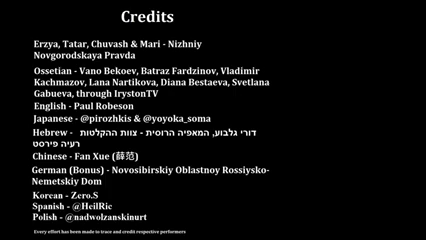 Credits
Erzya, Tatar, Chuvash & Mari - Nizhniy
Novgorodskaya Pravda
Ossetian - Vano Bekoev, Batraz Fardzinov, Vladimir
Kachmazov, Lana Nartikova, Diana Bestaeva, Svetlana
Gabueva, through IrystonTV
English - Paul Robeson
Japanese - @pirozhkis & @yoyoka_soma
Hebrew - דורי גלבוע, המאפיה הרוסית - צוות ההקלטות
רעיה פירסט
Chinese - Fan Xue (薛范)
German (Bonus) - Novosibirskiy Oblastnoy Rossiysko-
Nemetskiy Dom
Korean - Zero.S
Spanish - @HeilRic
Polish - @nadwolzanskinurt
Every effort has been made to trace and credit respective performers